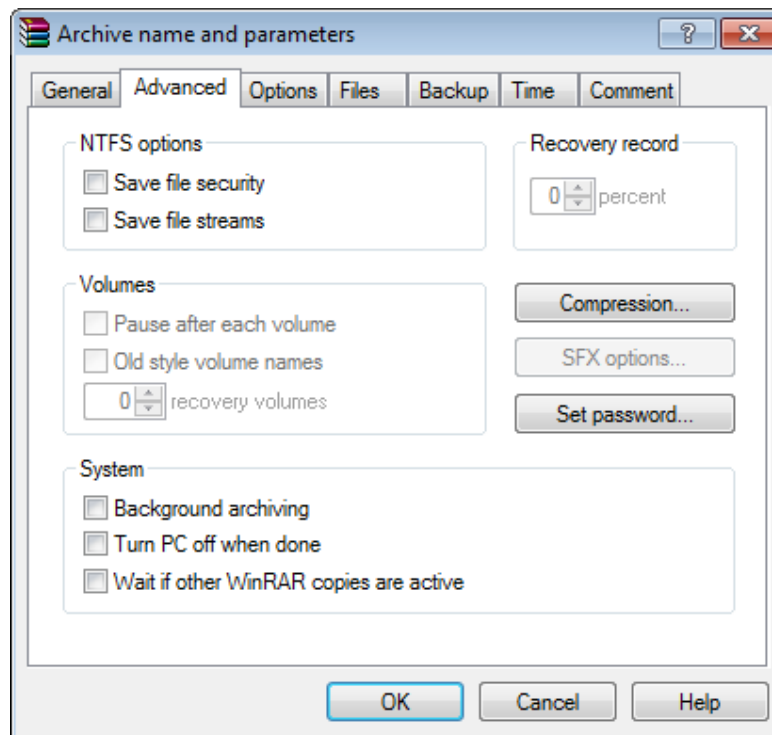 Archive name and parameters
General Advanced Options Files Backup Time Comment
NTFS options
Save file security
Save file streams
Recovery record
0 percent
Volumes
Pause after each volume
Old style volume names
0 recovery volumes
Compression...
SFX options...
Set password...
System
Background archiving
Turn PC off when done
Wait if other WinRAR copies are active
OK Cancel Help